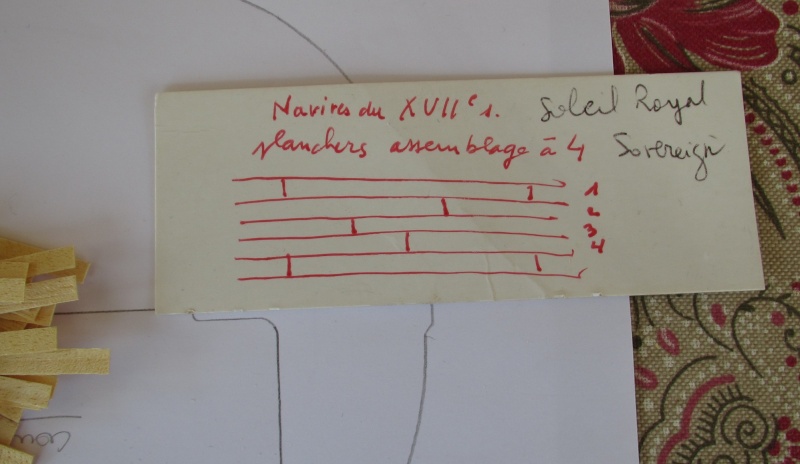 Navires du XVIIe s. Soleil Royal
planchers assemblage à 4 Sovereign
1
2
3
4